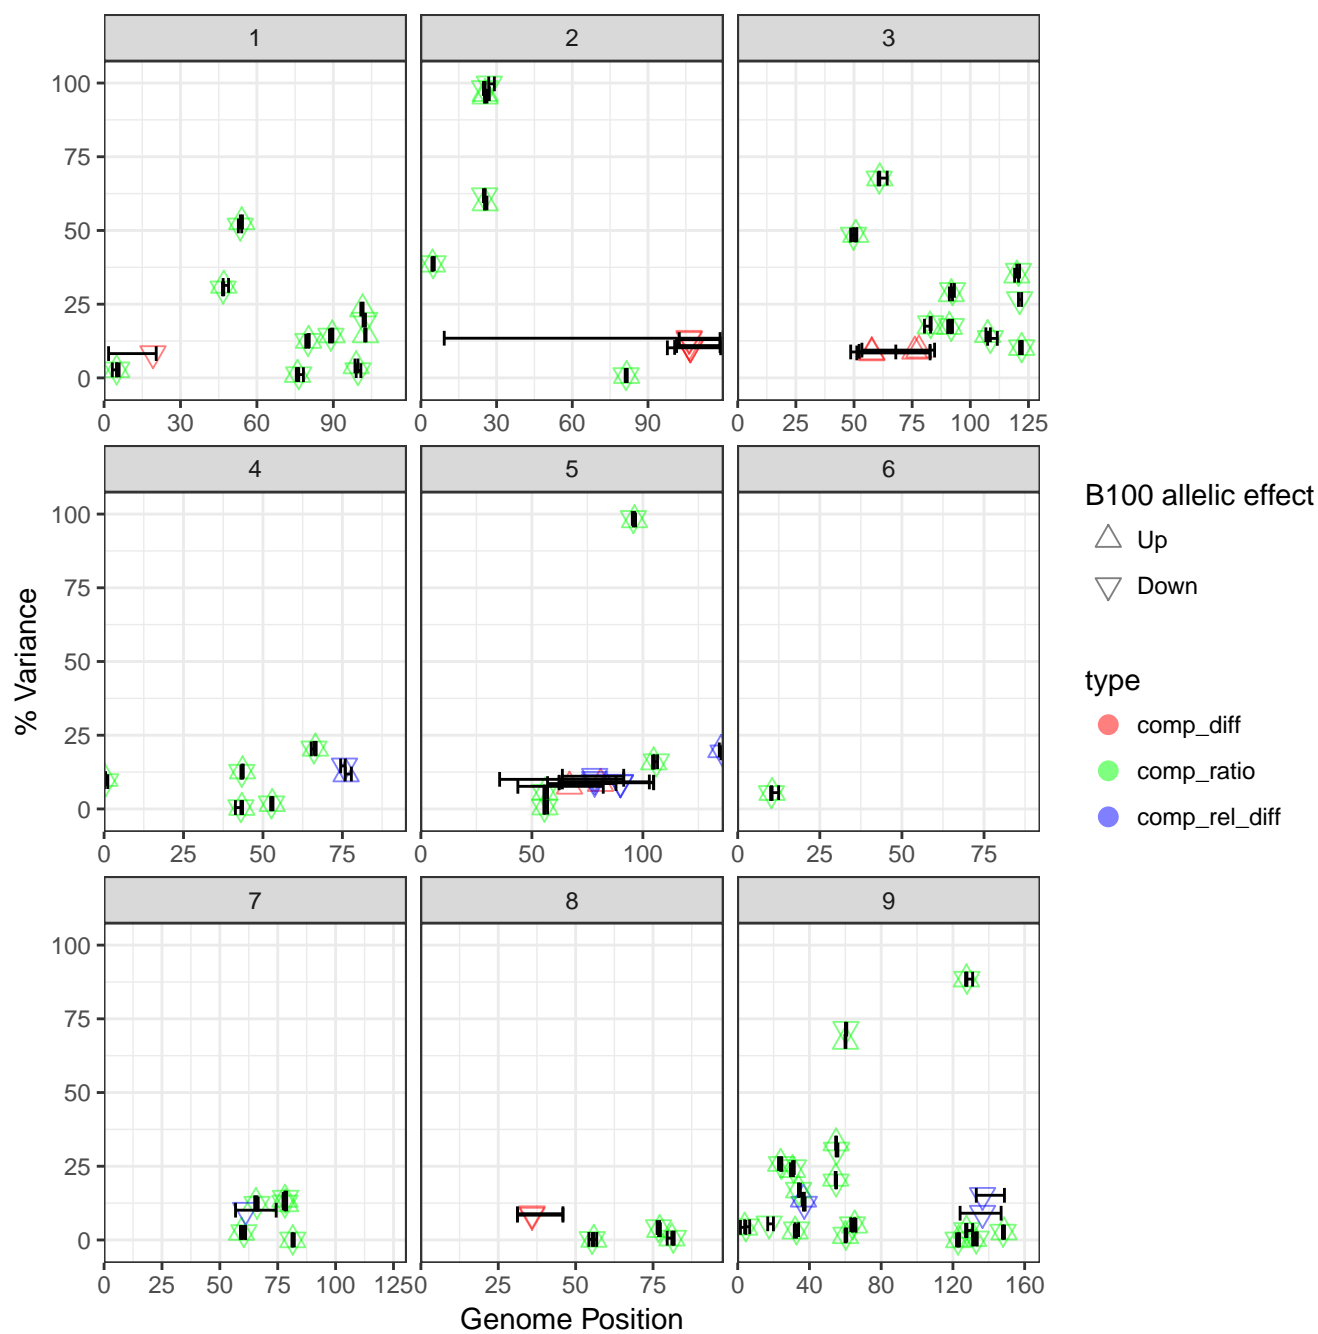 1 2 3
100
75
50
25
0
0 30 60 90 0 30 60 90 0 25 50 75 100 125
4 5 6
100
75
50
25
0
0 25 50 75 0 50 100 0 25 50 75
7 8 9
100
75
50
25
0
0 25 50 75 100 125 0 25 50 75 0 40 80 120 160
Genome Position
% Variance
B100 allelic effect
Up
Down
type
comp_diff
comp_ratio
comp_rel_diff